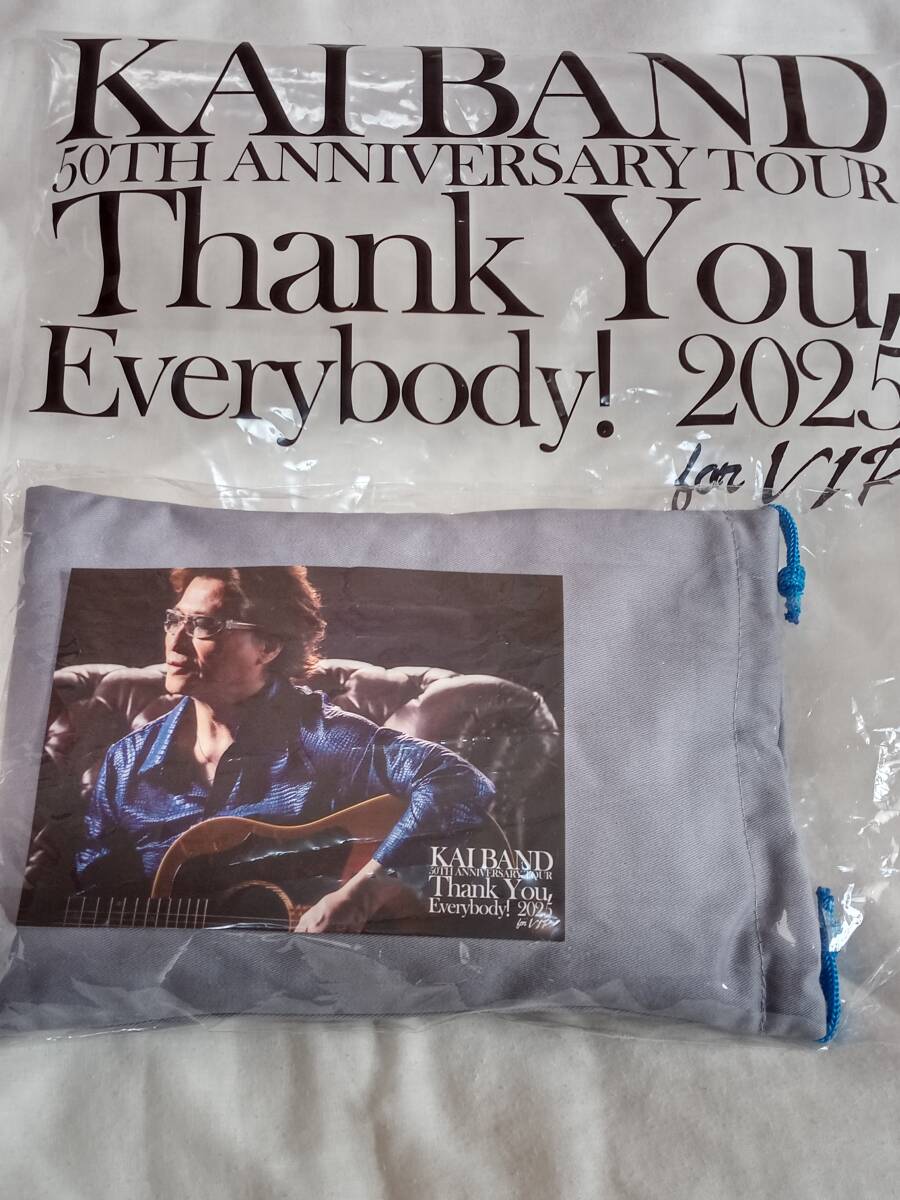 KAI BAND
50TH ANNIVERSARY TOUR
Thank You,
Everybody! 2025
for VIP
KAI BAND
50TH ANNIVERSARY TOUR
Thank You,
Everybody! 2025
for VIP